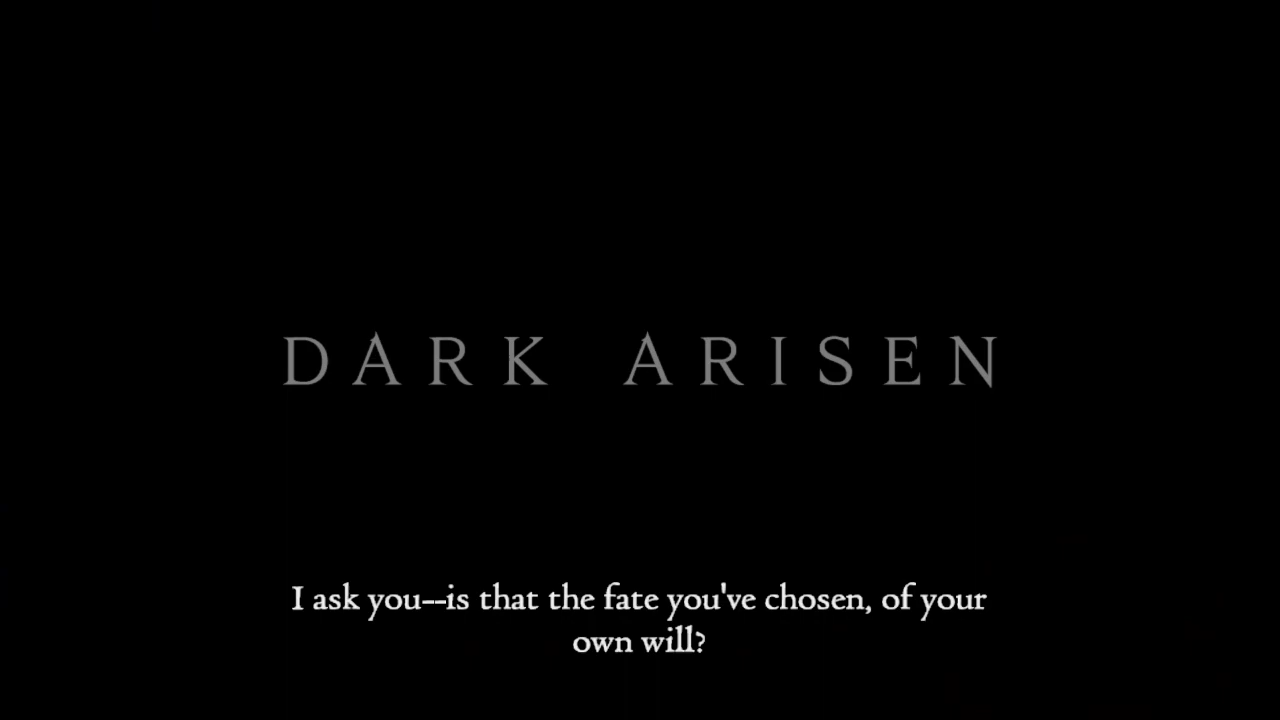 DARK ARISEN
I ask you--is that the fate you've chosen, of your
own will?